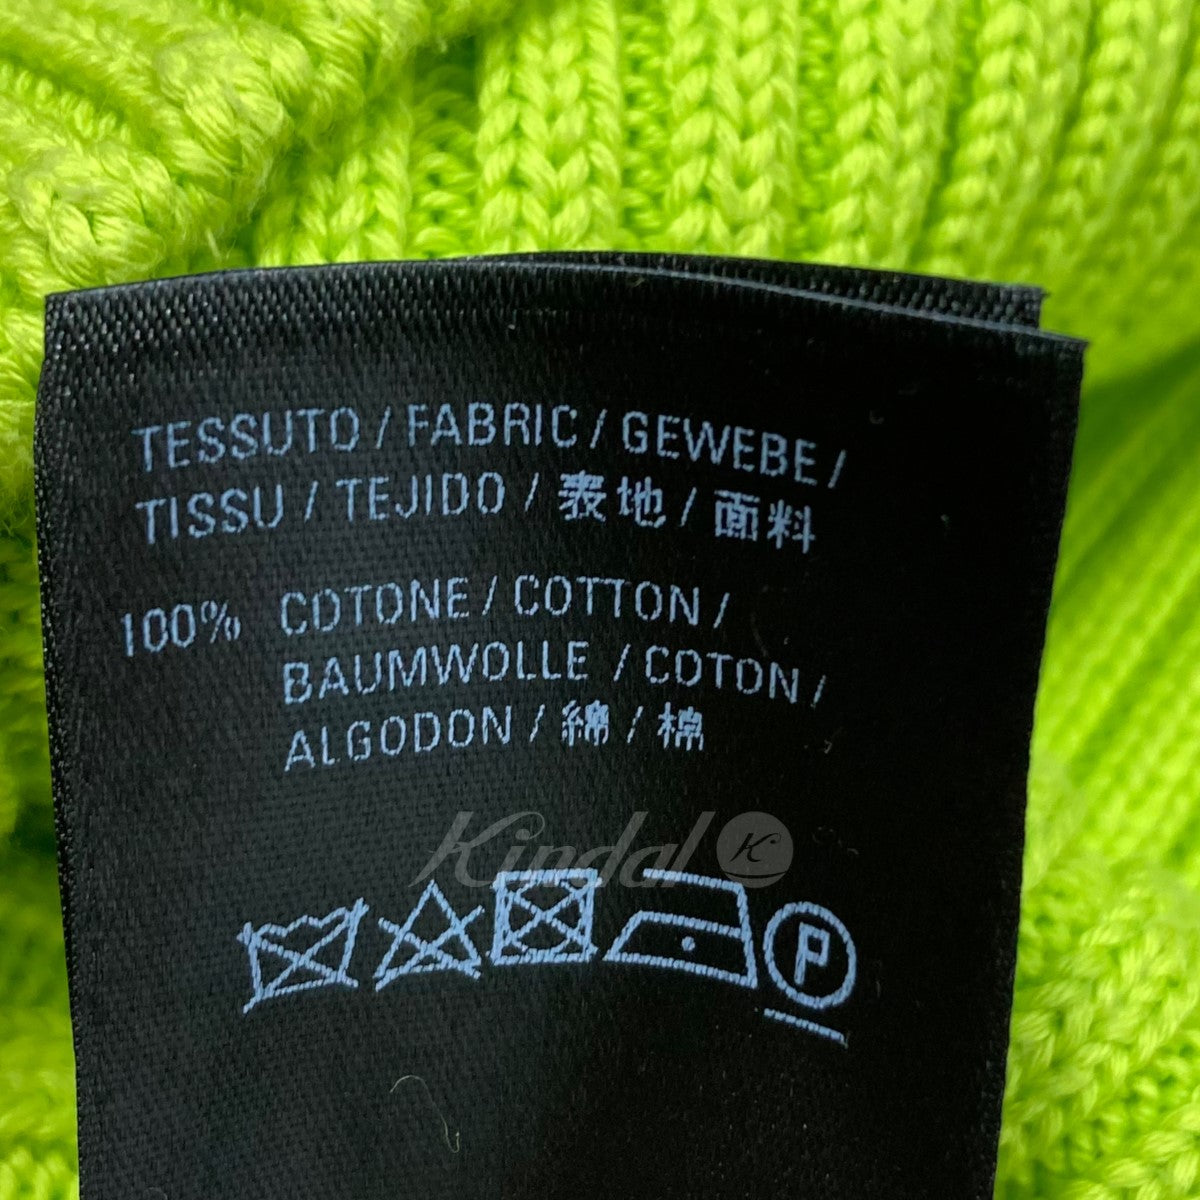 TESSUTO / FABRIC / GEWEBE /
TISSU / TEJIDO / 表地 / 面料
100% COTONE / COTTON /
BAUMWOLLE / COTON /
ALGODON / 綿 / 棉
Kindal K
P